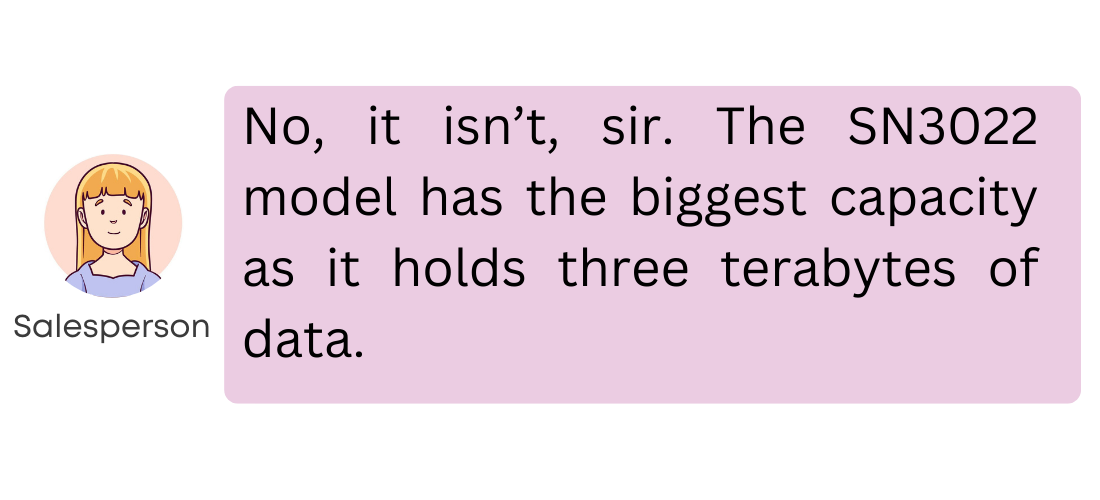 No, it isn’t, sir. The SN3022
model has the biggest capacity
as it holds three terabytes of
data.
Salesperson